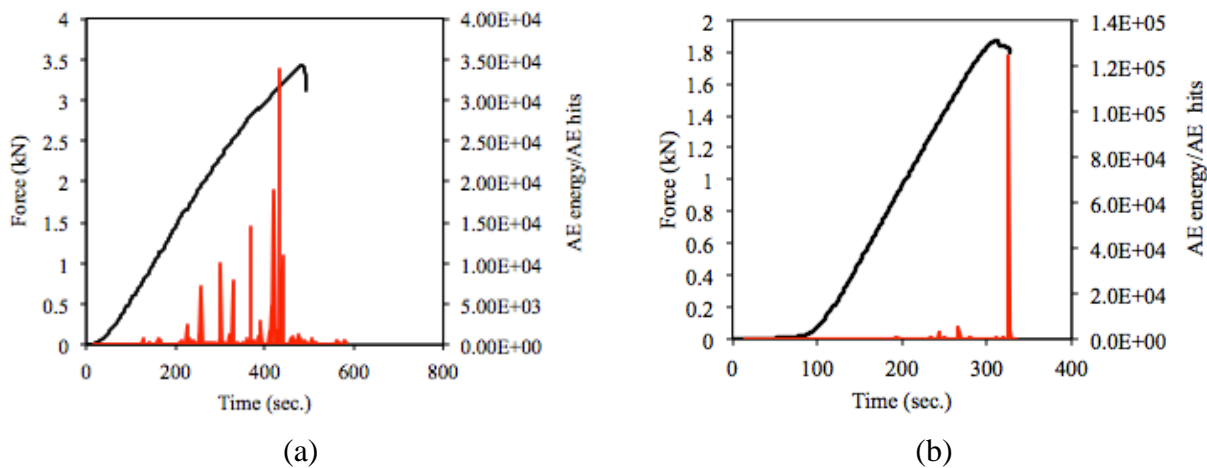 4
3.5
3
2.5
2
1.5
1
0.5
0
Force (kN)
4.00E+04
3.50E+04
3.00E+04
2.50E+04
2.00E+04
1.50E+04
1.00E+04
5.00E+03
0.00E+00
AE energy/AE hits
0 200 400 600 800
Time (sec.)
(a)
2
1.8
1.6
1.4
1.2
1
0.8
0.6
0.4
0.2
0
Force (kN)
1.4E+05
1.2E+05
1.0E+05
8.0E+04
6.0E+04
4.0E+04
2.0E+04
0.0E+00
AE energy/AE hits
0 100 200 300 400
Time (sec.)
(b)